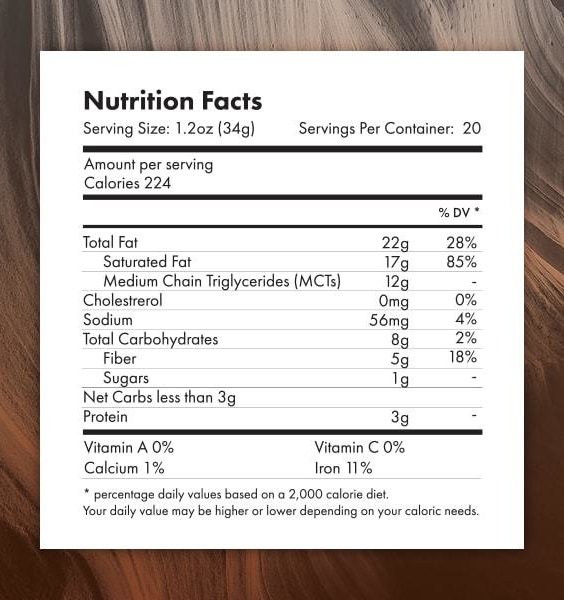 Nutrition Facts
Serving Size: 1.2oz (34g) Servings Per Container: 20
Amount per serving
Calories 224
% DV *
Total Fat 22g 28%
Saturated Fat 17g 85%
Medium Chain Triglycerides (MCTs) 12g -
Cholestrerol 0mg 0%
Sodium 56mg 4%
Total Carbohydrates 8g 2%
Fiber 5g 18%
Sugars 1g -
Net Carbs less than 3g
Protein 3g -
Vitamin A 0% Vitamin C 0%
Calcium 1% Iron 11%
* percentage daily values based on a 2,000 calorie diet.
Your daily value may be higher or lower depending on your caloric needs.